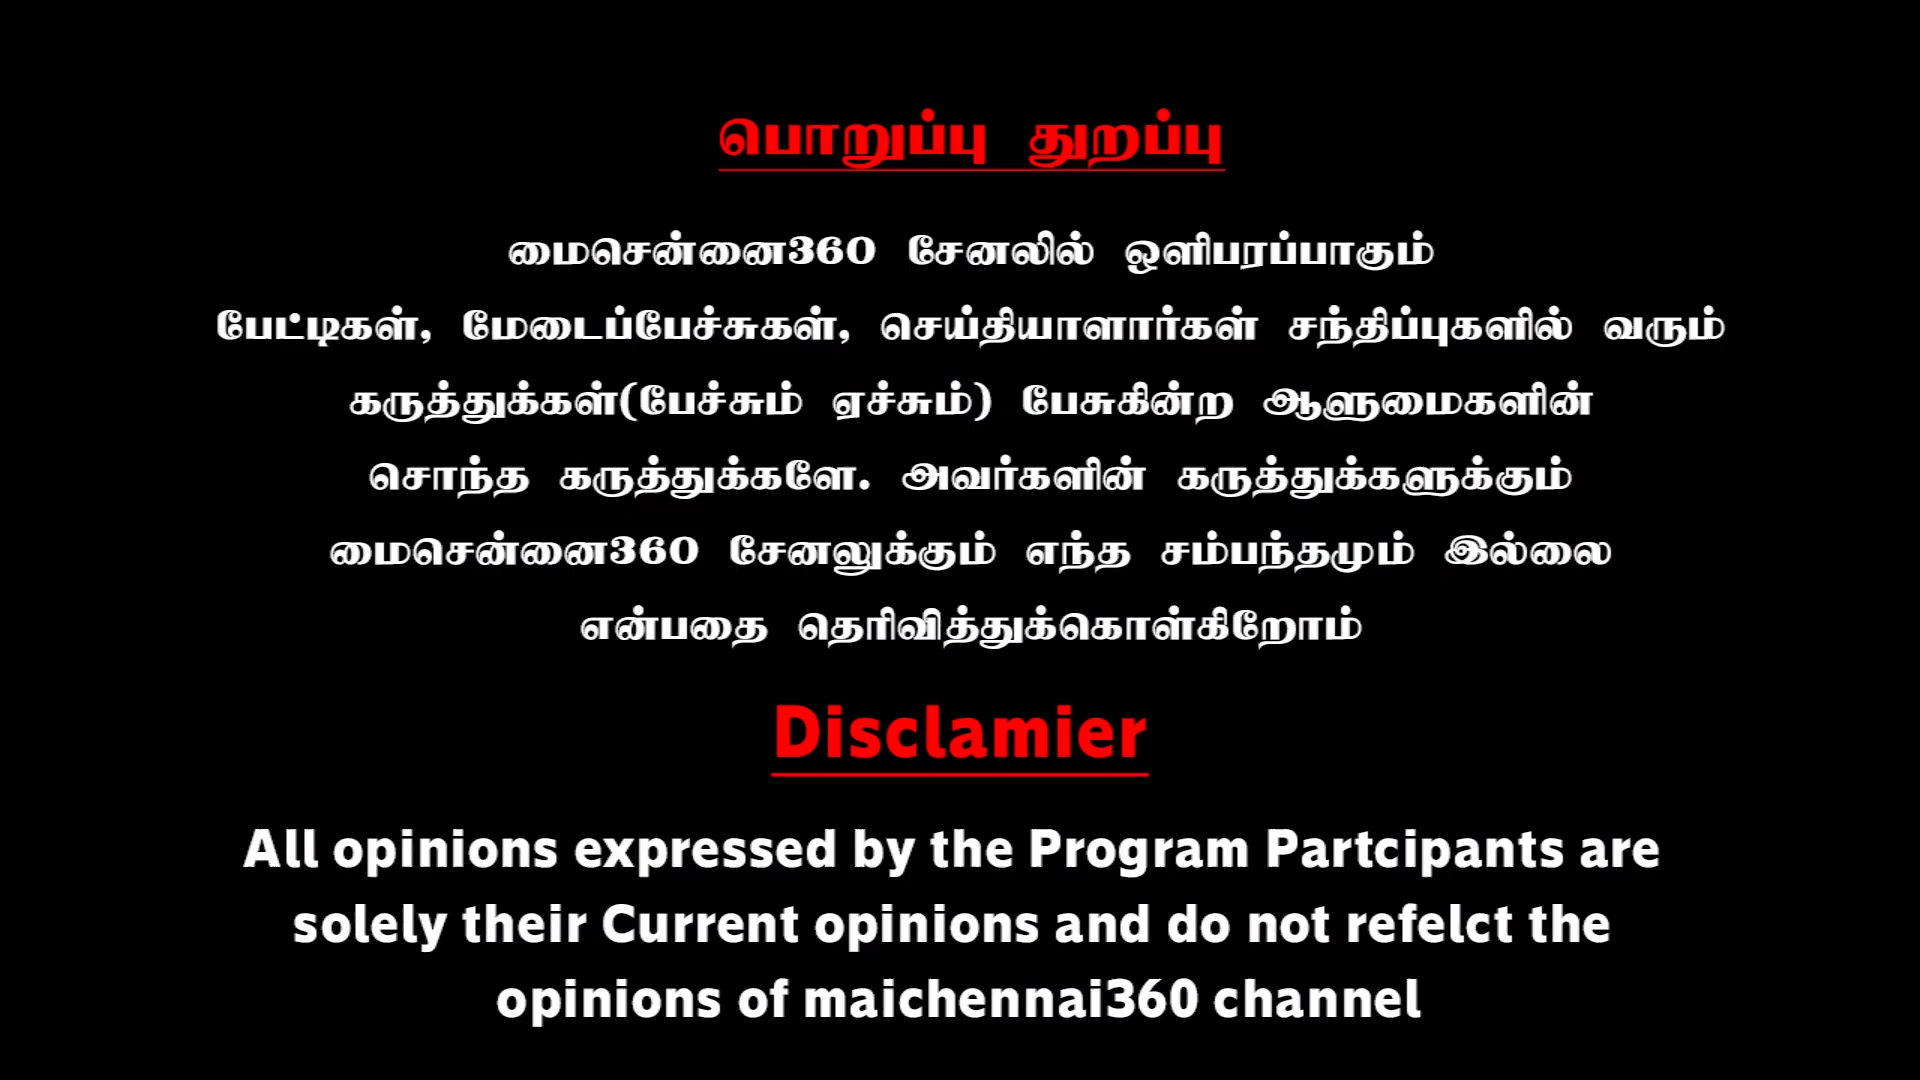 பொறுப்பு துறப்பு
மைசென்னை360 சேனலில் ஒளிபரப்பாகும்
பேட்டிகள், மேடைப்பேச்சுகள், செய்தியாளார்கள் சந்திப்புகளில் வரும்
கருத்துக்கள்(பேச்சும் ஏச்சும்) பேசுகின்ற ஆளுமைகளின்
சொந்த கருத்துக்களே. அவர்களின் கருத்துக்களுக்கும்
மைசென்னை360 சேனலுக்கும் எந்த சம்பந்தமும் இல்லை
என்பதை தெரிவித்துக்கொள்கிறோம்
Disclamier
All opinions expressed by the Program Partcipants are
solely their Current opinions and do not refelct the
opinions of maichennai360 channel